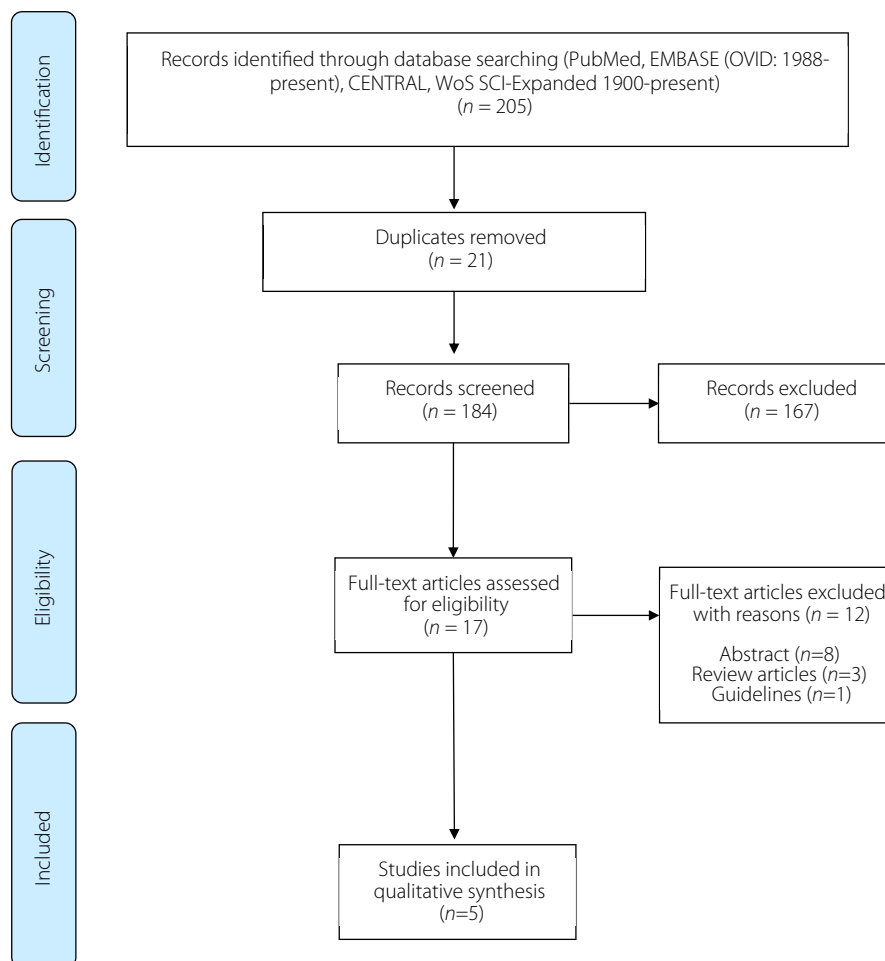 Identification
Records identified through database searching (PubMed, EMBASE (OVID: 1988-
present), CENTRAL, WoS SCI-Expanded 1900-present)
(n = 205)
Screening
Duplicates removed
(n = 21)
Records screened
(n = 184)
Records excluded
(n = 167)
Eligibility
Full-text articles assessed
for eligibility
(n = 17)
Full-text articles excluded
with reasons (n = 12)
Abstract (n=8)
Review articles (n=3)
Guidelines (n=1)
Included
Studies included in
qualitative synthesis
(n=5)